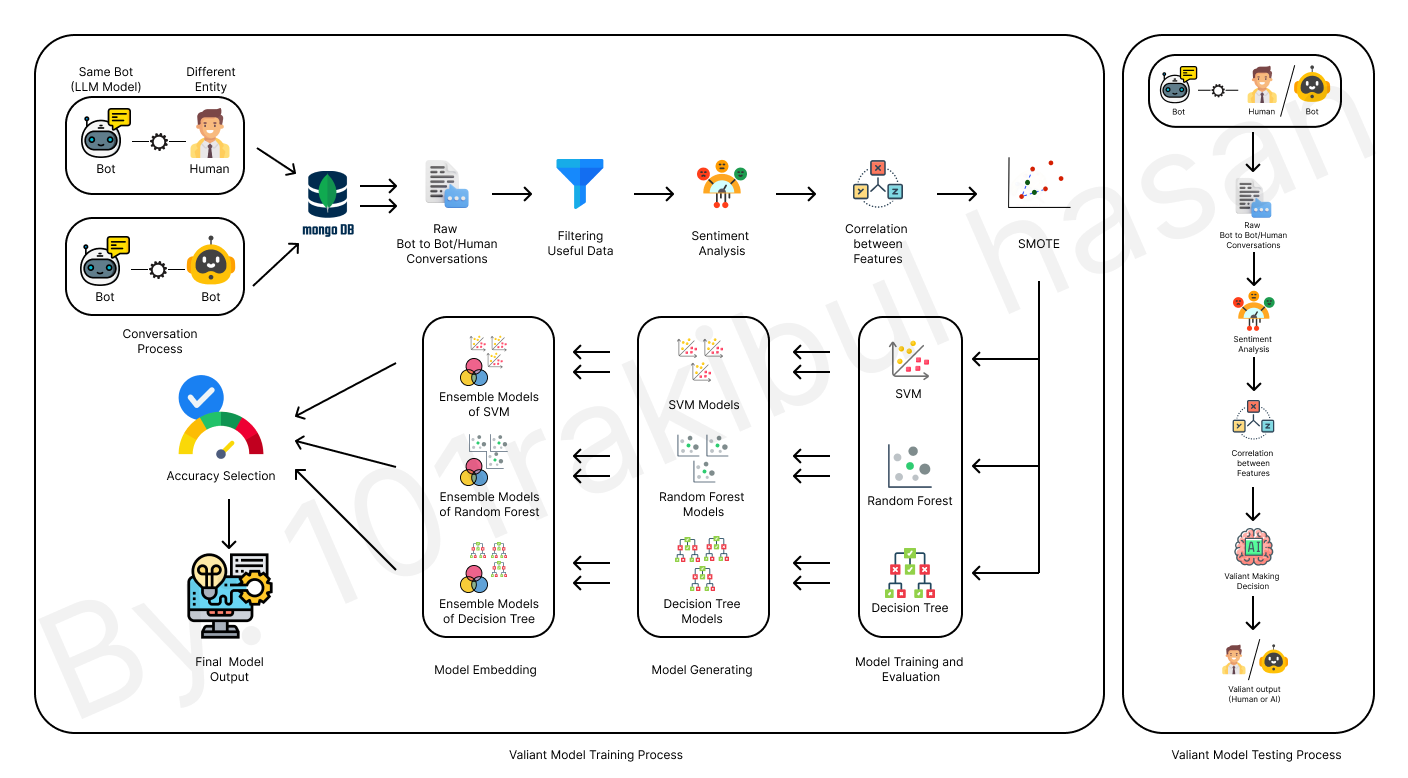 Same Bot
(LLM Model)
Different
Entity
Bot
Human
Bot
Bot
Conversation
Process
mongo DB
Raw
Bot to Bot/Human
Conversations
Filtering
Useful Data
Sentiment
Analysis
X
Y
Z
Correlation
between
Features
SMOTE
SVM
Random Forest
Decision Tree
Model Training and
Evaluation
SVM Models
Random Forest
Models
Decision Tree
Models
Model Generating
Ensemble Models
of SVM
Ensemble Models
of Random Forest
Ensemble Models
of Decision Tree
Model Embedding
Accuracy Selection
Final Model
Output
Valiant Model Training Process
Bot
Human
Bot
Raw
Bot to Bot/Human
Conversations
Sentiment
Analysis
X
Y
Z
Correlation
between
Features
AI
Valiant Making
Decision
Valiant output
(Human or AI)
Valiant Model Testing Process
By: 101rakibul hasan